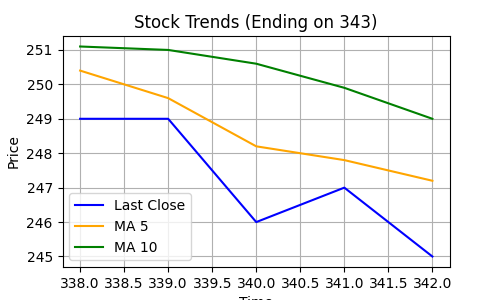 Stock Trends (Ending on 343)
Price
251
250
249
248
247
246
245
Last Close
MA 5
MA 10
338.0 338.5 339.0 339.5 340.0 340.5 341.0 341.5 342.0
Time